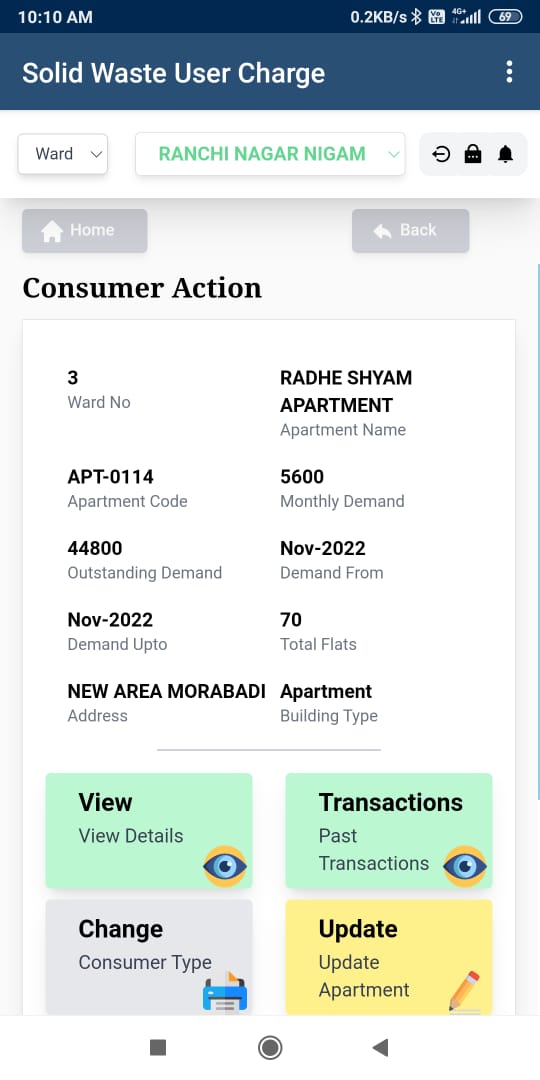 10:10 AM
0.2KB/s
Vo LTE
4G+
69
Solid Waste User Charge
Ward
RANCHI NAGAR NIGAM
Home
Back
Consumer Action
3
Ward No
RADHE SHYAM
APARTMENT
Apartment Name
APT-0114
Apartment Code
5600
Monthly Demand
44800
Outstanding Demand
Nov-2022
Demand From
Nov-2022
Demand Upto
70
Total Flats
NEW AREA MORABADI
Address
Apartment
Building Type
View
View Details
Transactions
Past
Transactions
Change
Consumer Type
Update
Update
Apartment